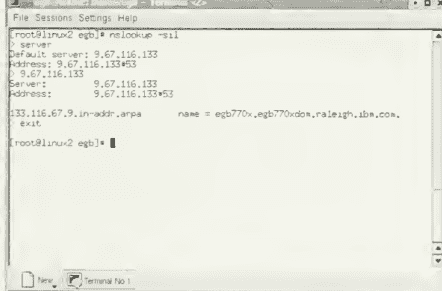 File Sessions Settings Help
[root@linux2 egb]# nslookup -sil
> server
Default server: 9.67.116.133
Address: 9.67.116.133#53
> 9.67.116.133
Server: 9.67.116.133
Address: 9.67.116.133#53
133.116.67.9.in-addr.arpa name = egb770x.egb770xdom.raleigh.ibm.com.
> exit
[root@linux2 egb]#
New
Terminal No 1